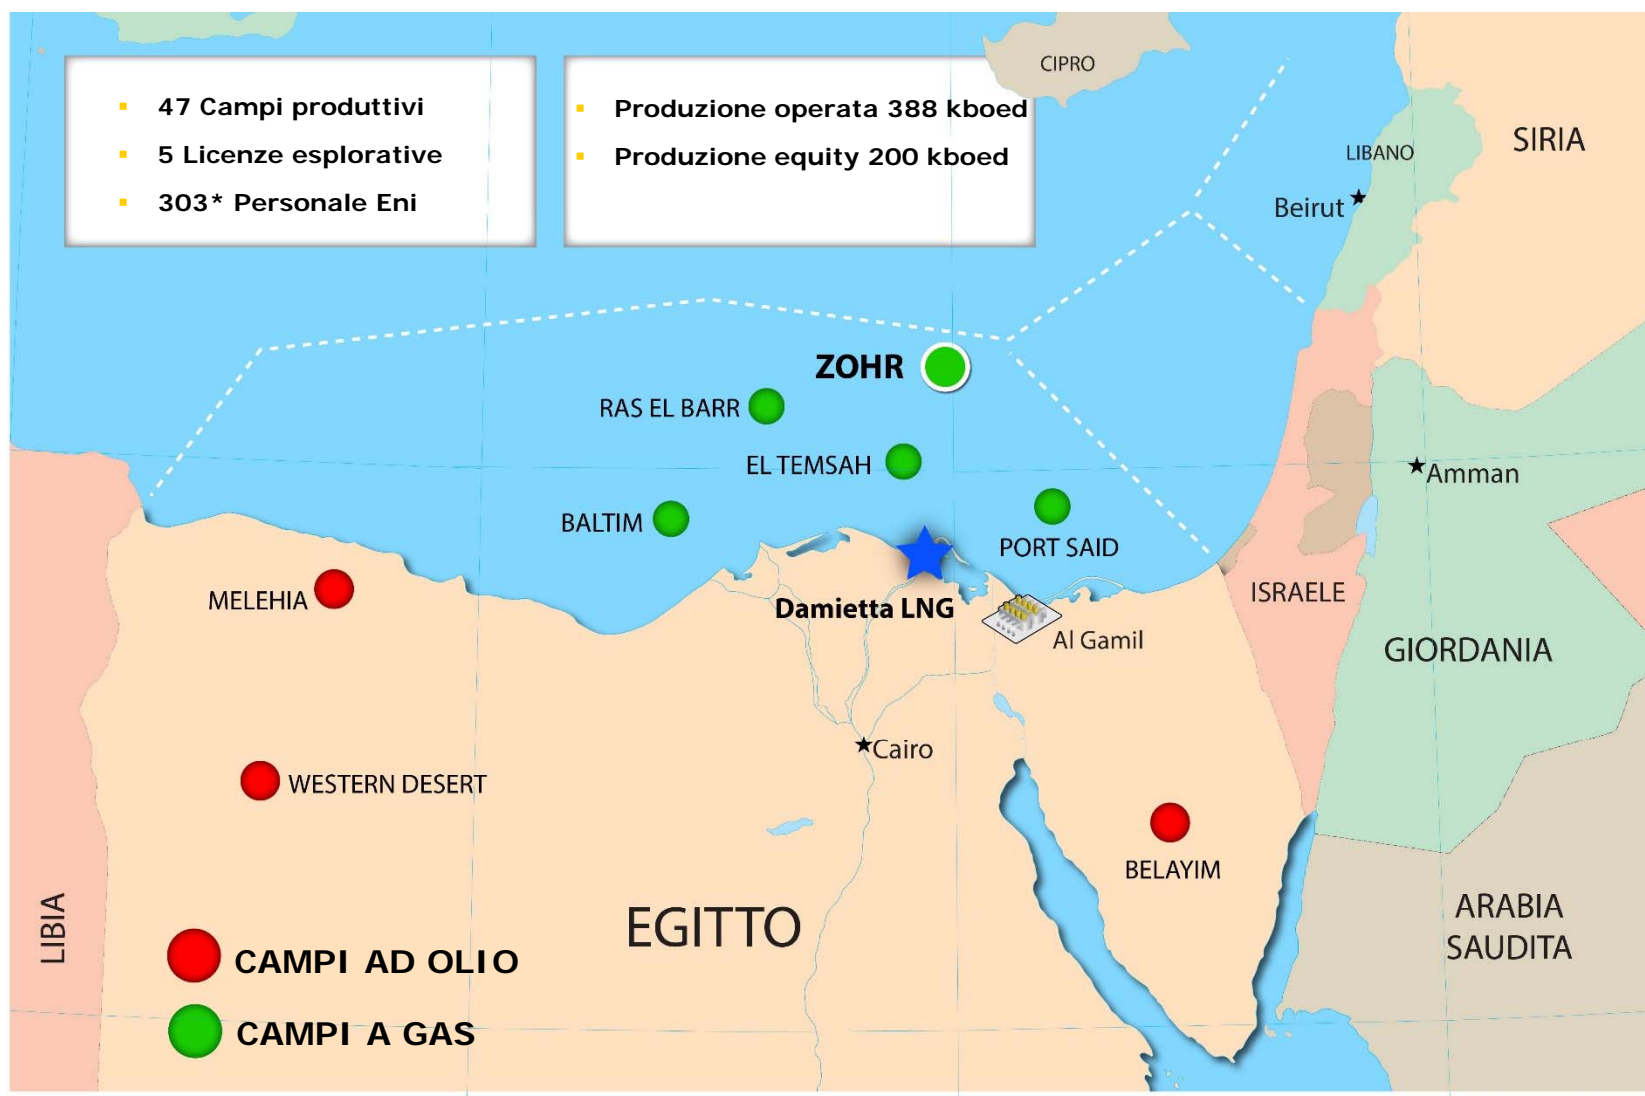 47 Campi produttivi
5 Licenze esplorative
303* Personale Eni
Produzione operata 388 kboed
Produzione equity 200 kboed
CIPRO
SIRIA
LIBANO
Beirut
ZOHR
RAS EL BARR
EL TEMSAH
Amman
BALTIM
PORT SAID
ISRAELE
MELEHIA
Damietta LNG
Al Gamil
GIORDANIA
Cairo
WESTERN DESERT
BELAYIM
LIBIA
EGITTO
ARABIA
SAUDITA
CAMPI AD OLIO
CAMPI A GAS